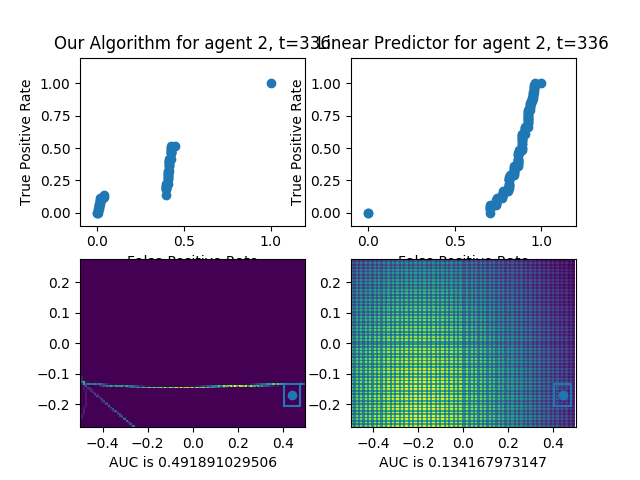 Our Algorithm for agent 2, t=336
Linear Predictor for agent 2, t=336
True Positive Rate
1.00
0.75
0.50
0.25
0.00
0.0 0.5 1.0
False Positive Rate
True Positive Rate
1.00
0.75
0.50
0.25
0.00
0.0 0.5 1.0
False Positive Rate
0.2
0.1
0.0
−0.1
−0.2
−0.4 −0.2 0.0 0.2 0.4
AUC is 0.491891029506
0.2
0.1
0.0
−0.1
−0.2
−0.4 −0.2 0.0 0.2 0.4
AUC is 0.134167973147